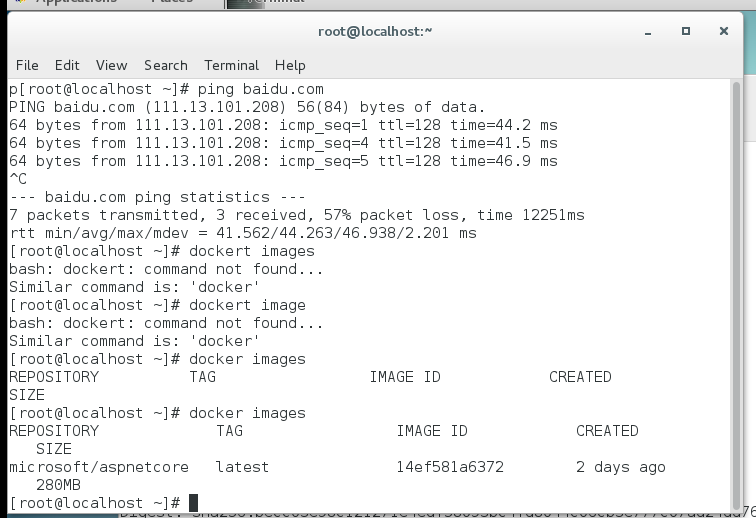 Applications Places Terminal
root@localhost:~
File Edit View Search Terminal Help
p[root@localhost ~]# ping baidu.com
PING baidu.com (111.13.101.208) 56(84) bytes of data.
64 bytes from 111.13.101.208: icmp_seq=1 ttl=128 time=44.2 ms
64 bytes from 111.13.101.208: icmp_seq=4 ttl=128 time=41.5 ms
64 bytes from 111.13.101.208: icmp_seq=5 ttl=128 time=46.9 ms
^C
--- baidu.com ping statistics ---
7 packets transmitted, 3 received, 57% packet loss, time 12251ms
rtt min/avg/max/mdev = 41.562/44.263/46.938/2.201 ms
[root@localhost ~]# dockert images
bash: dockert: command not found...
Similar command is: 'docker'
[root@localhost ~]# dockert image
bash: dockert: command not found...
Similar command is: 'docker'
[root@localhost ~]# docker images
REPOSITORY TAG IMAGE ID CREATED
SIZE
[root@localhost ~]# docker images
REPOSITORY TAG IMAGE ID CREATED
SIZE
microsoft/aspnetcore latest 14ef581a6372 2 days ago
280MB
[root@localhost ~]#